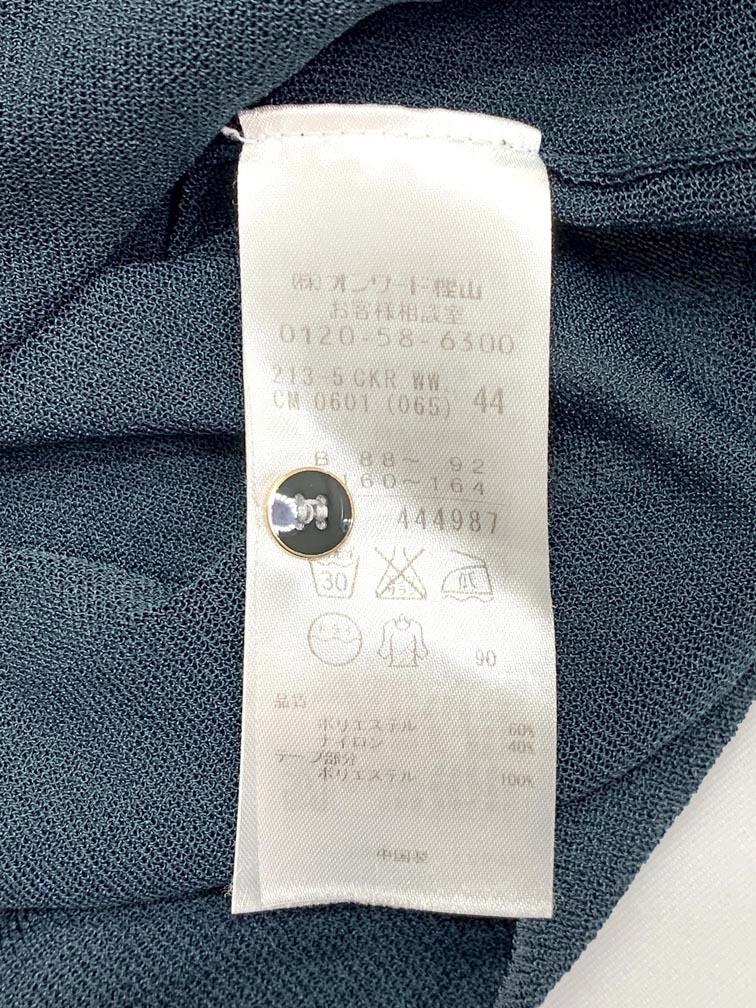 (株)オンワード樫山
お客様相談室
0120-58-6300
213-5 CKR WW
CM 0601 (065) 44
B 88～ 92
160～164
444987
30
90
品質
ポリエステル 60%
ナイロン 40%
テープ部分
ポリエステル 100%
中国製